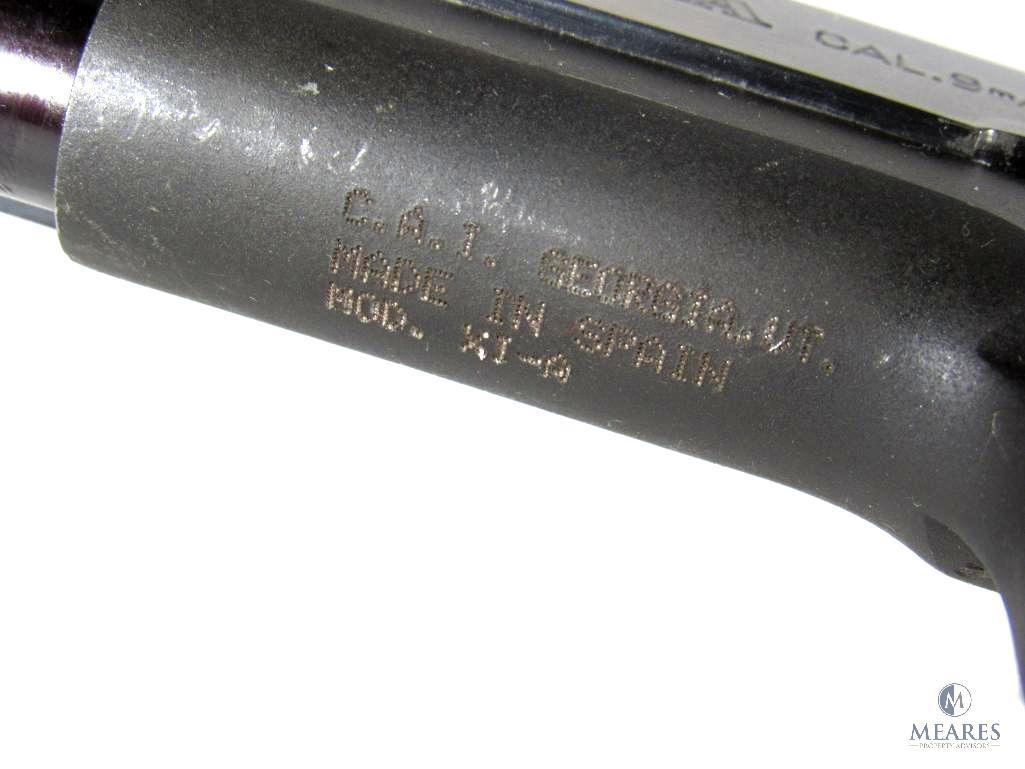 CAL.9m/
C.A.I. GEORGIA.VT.
MADE IN SPAIN
MOD. XI-B
MEARES
PROPERTY ADVISORS